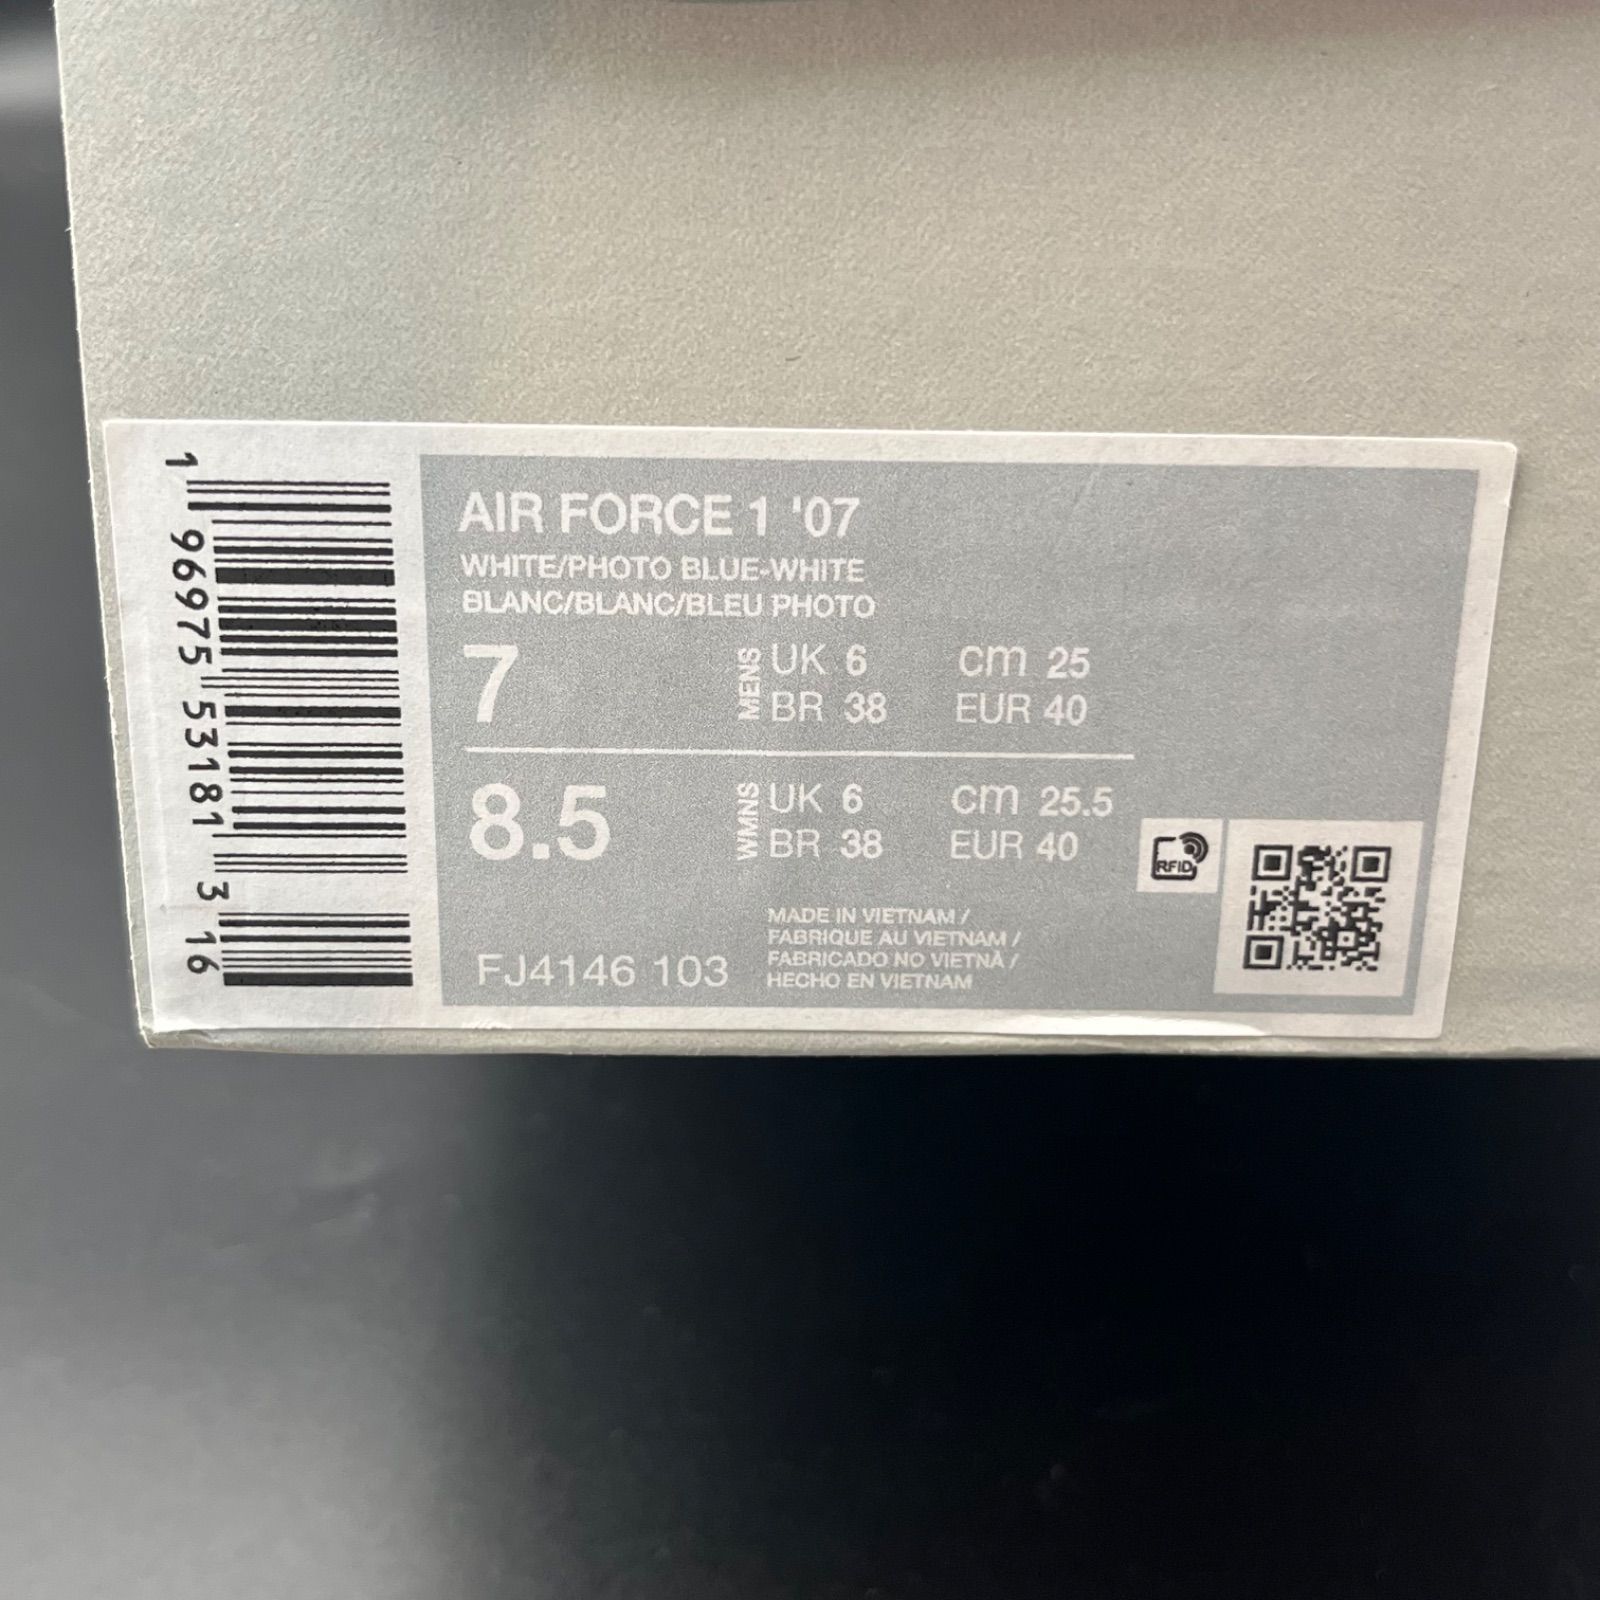 1 96975 53181 3 16
AIR FORCE 1 '07
WHITE/PHOTO BLUE-WHITE
BLANC/BLANC/BLEU PHOTO
7 MENS UK 6 cm 25
BR 38 EUR 40
8.5 WMNS UK 6 cm 25.5
BR 38 EUR 40
RFID
MADE IN VIETNAM /
FABRIQUE AU VIETNAM /
FABRICADO NO VIETNÃ /
HECHO EN VIETNAM
FJ4146 103